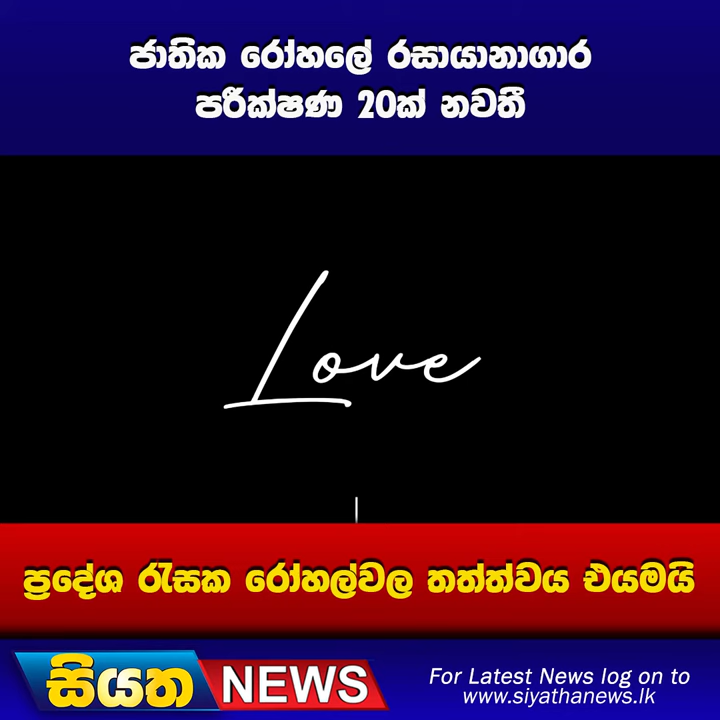 ජාතික රෝහලේ රසායානාගාර
පරීක්ෂණ 20ක් නවතී
Love
ප්‍රදේශ රැසක රෝහල්වල තත්ත්වය එයමයි
සියත NEWS
For Latest News log on to
www.siyathanews.lk